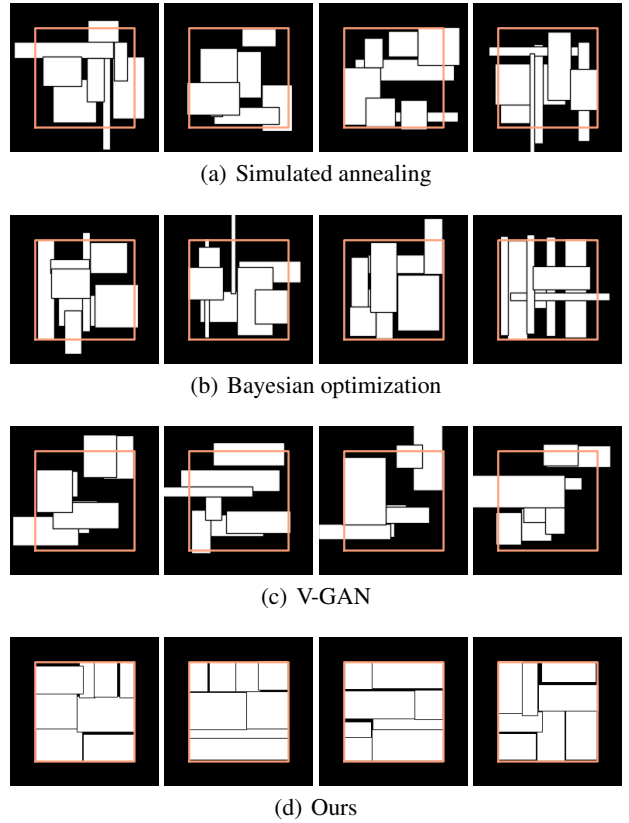 (a) Simulated annealing
(b) Bayesian optimization
(c) V-GAN
(d) Ours